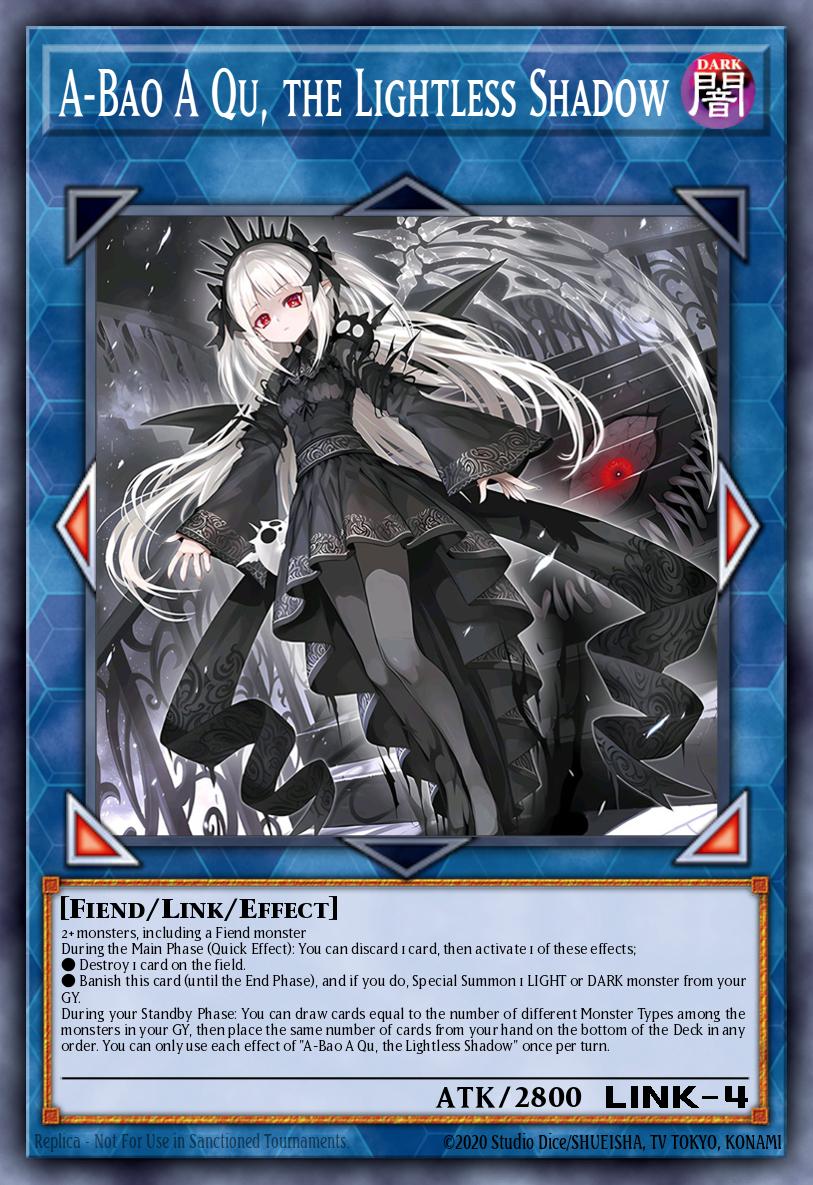 A-Bao A Qu, the Lightless Shadow
DARK
闇
[Fiend/Link/Effect]
2+ monsters, including a Fiend monster
During the Main Phase (Quick Effect): You can discard 1 card, then activate 1 of these effects;
● Destroy 1 card on the field.
● Banish this card (until the End Phase), and if you do, Special Summon 1 LIGHT or DARK monster from your
GY.
During your Standby Phase: You can draw cards equal to the number of different Monster Types among the
monsters in your GY, then place the same number of cards from your hand on the bottom of the Deck in any
order. You can only use each effect of "A-Bao A Qu, the Lightless Shadow" once per turn.
ATK/2800 LINK-4
Replica - Not For Use in Sanctioned Tournaments.
©2020 Studio Dice/SHUEISHA, TV TOKYO, KONAMI